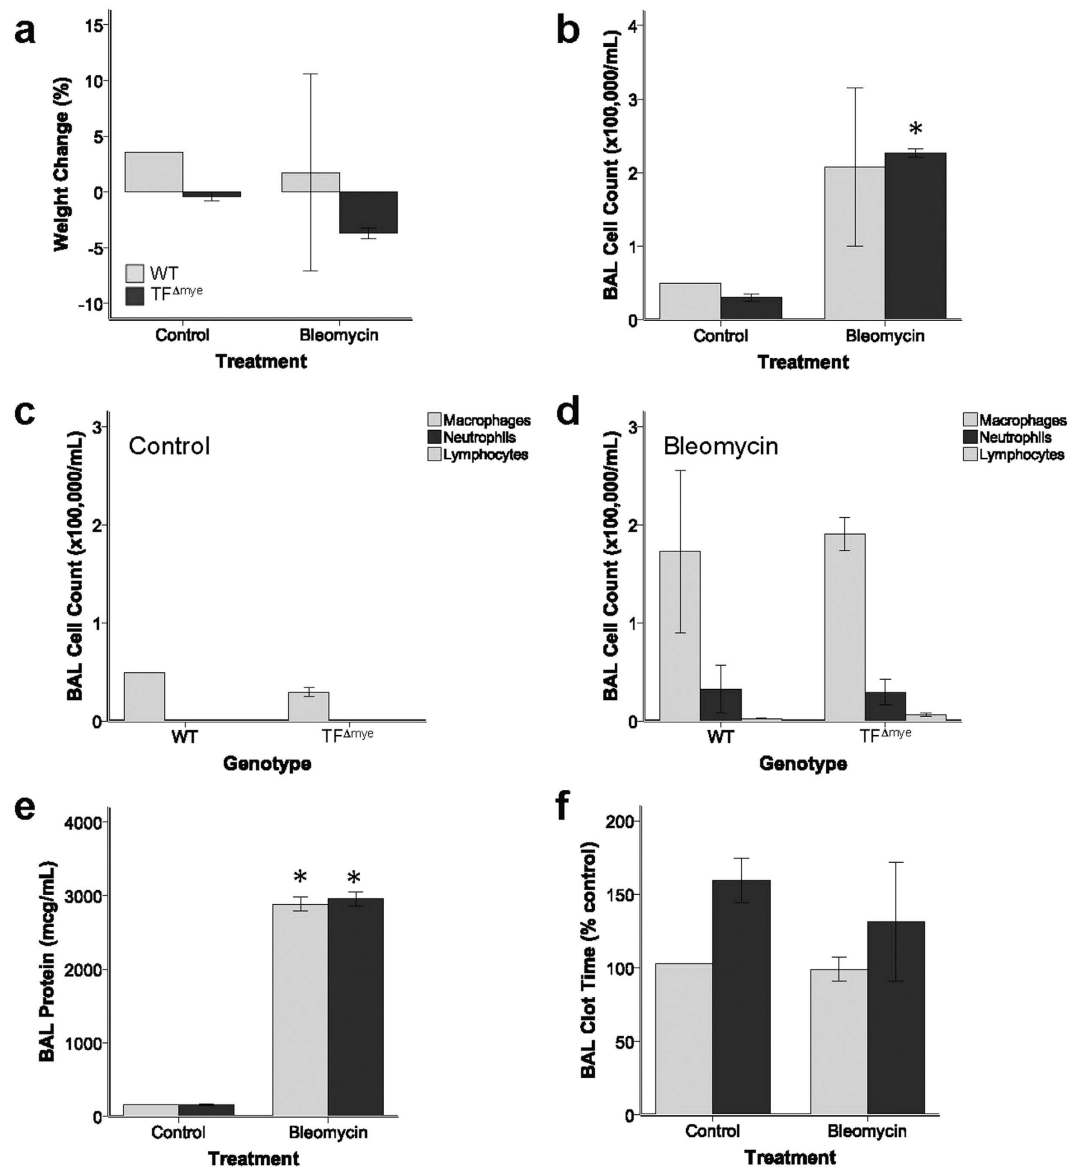 a
15
10
5
0
-5
-10
Weight Change (%)
WT
TFΔmye
Control Bleomycin
Treatment
b
4
3
2
1
0
BAL Cell Count (x100,000/mL)
*
Control Bleomycin
Treatment
c
3
2
1
0
BAL Cell Count (x100,000/mL)
Control
Macrophages
Neutrophils
Lymphocytes
WT TFΔmye
Genotype
d
3
2
1
0
BAL Cell Count (x100,000/mL)
Bleomycin
Macrophages
Neutrophils
Lymphocytes
WT TFΔmye
Genotype
e
4000
3000
2000
1000
0
BAL Protein (mcg/mL)
* *
Control Bleomycin
Treatment
f
200
150
100
50
0
BAL Clot Time (% control)
Control Bleomycin
Treatment